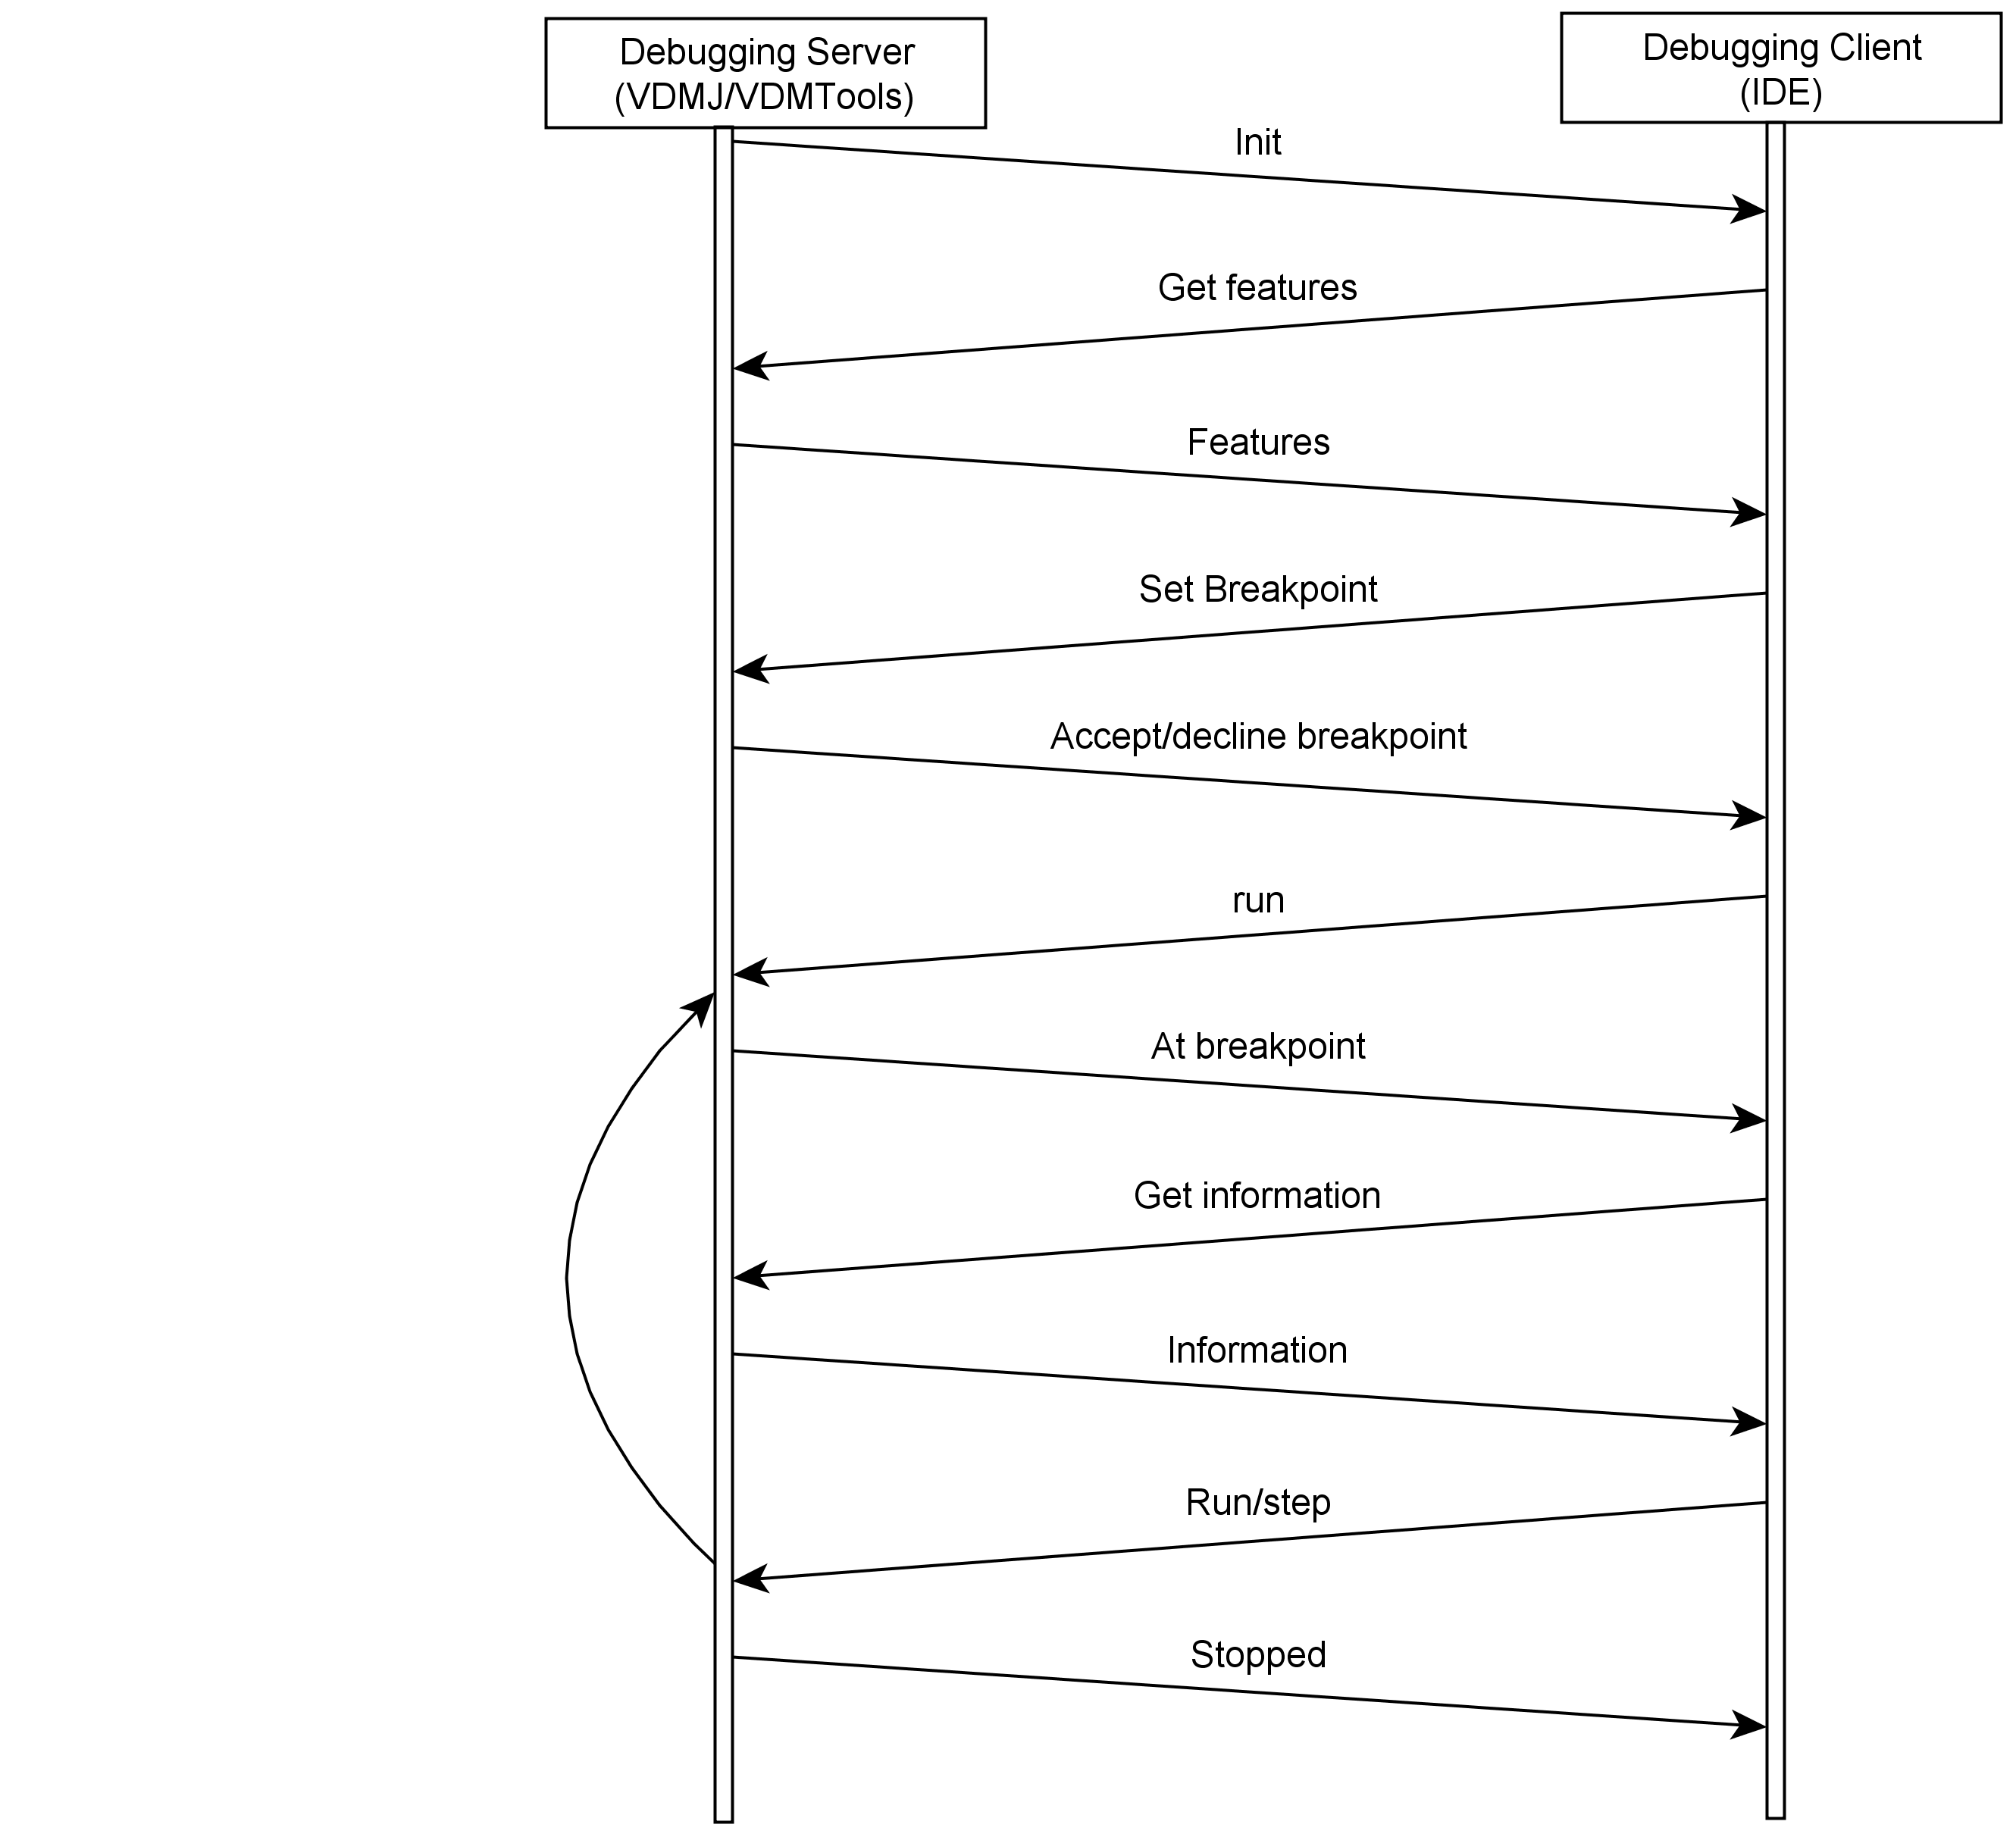 Debugging Server
(VDMJ/VDMTools)
Debugging Client
(IDE)
Init
Get features
Features
Set Breakpoint
Accept/decline breakpoint
run
At breakpoint
Get information
Information
Run/step
Stopped